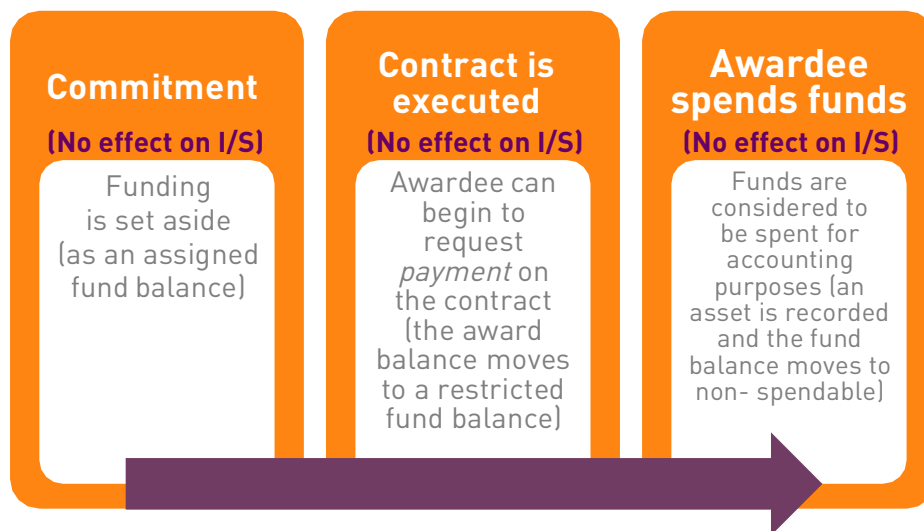 Commitment
(No effect on I/S)
Funding
is set aside
(as an assigned
fund balance)
Contract is
executed
(No effect on I/S)
Awardee can
begin to
request
payment on
the contract
(the award
balance moves
to a restricted
fund balance)
Awardee
spends funds
(No effect on I/S)
Funds are
considered to
be spent for
accounting
purposes (an
asset is recorded
and the fund
balance moves to
non- spendable)